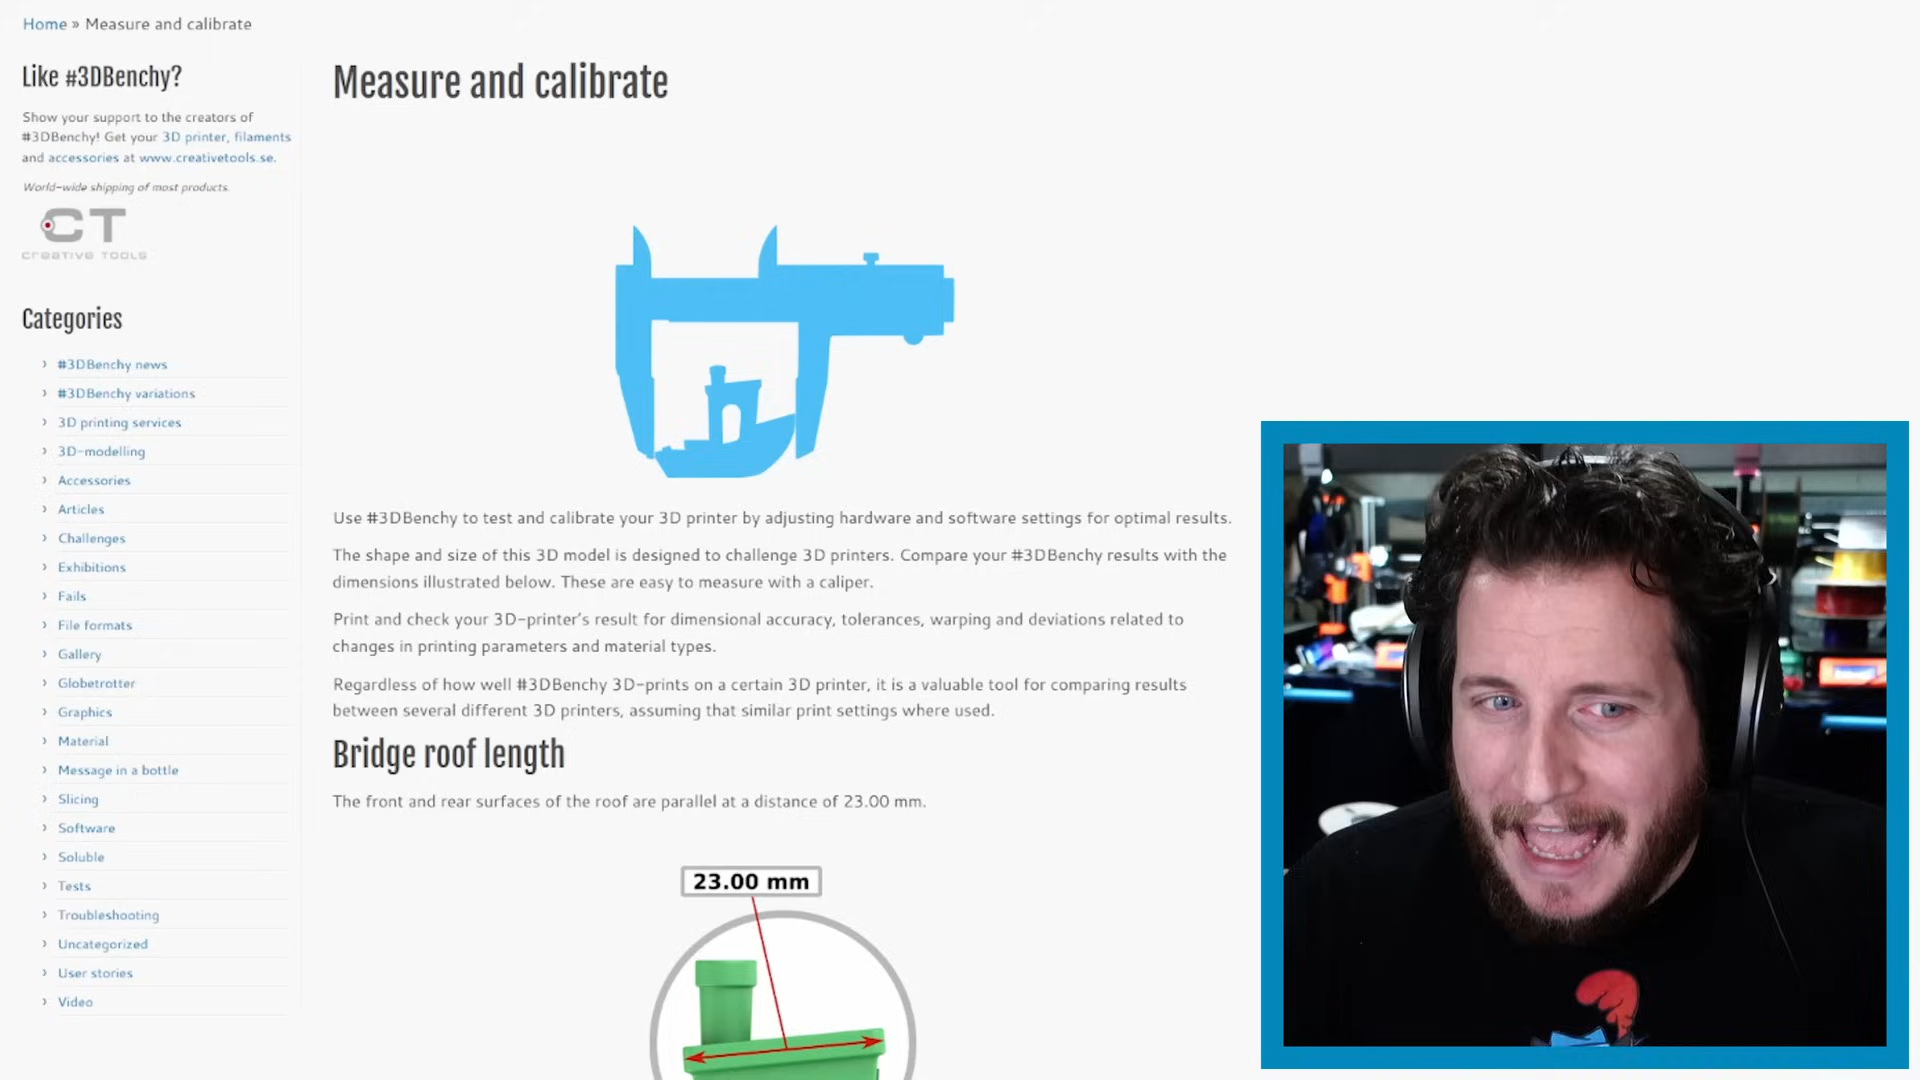 Home » Measure and calibrate
Like #3DBenchy?
Show your support to the creators of
#3DBenchy! Get your 3D printer, filaments
and accessories at www.creativetools.se.
World-wide shipping of most products.
CT
CREATIVE TOOLS
Categories
#3DBenchy news
#3DBenchy variations
3D printing services
3D-modelling
Accessories
Articles
Challenges
Exhibitions
Fails
File formats
Gallery
Globetrotter
Graphics
Material
Message in a bottle
Slicing
Software
Soluble
Tests
Troubleshooting
Uncategorized
User stories
Video
Measure and calibrate
Use #3DBenchy to test and calibrate your 3D printer by adjusting hardware and software settings for optimal results.
The shape and size of this 3D model is designed to challenge 3D printers. Compare your #3DBenchy results with the
dimensions illustrated below. These are easy to measure with a caliper.
Print and check your 3D-printer's result for dimensional accuracy, tolerances, warping and deviations related to
changes in printing parameters and material types.
Regardless of how well #3DBenchy 3D-prints on a certain 3D printer, it is a valuable tool for comparing results
between several different 3D printers, assuming that similar print settings where used.
Bridge roof length
The front and rear surfaces of the roof are parallel at a distance of 23.00 mm.
23.00 mm